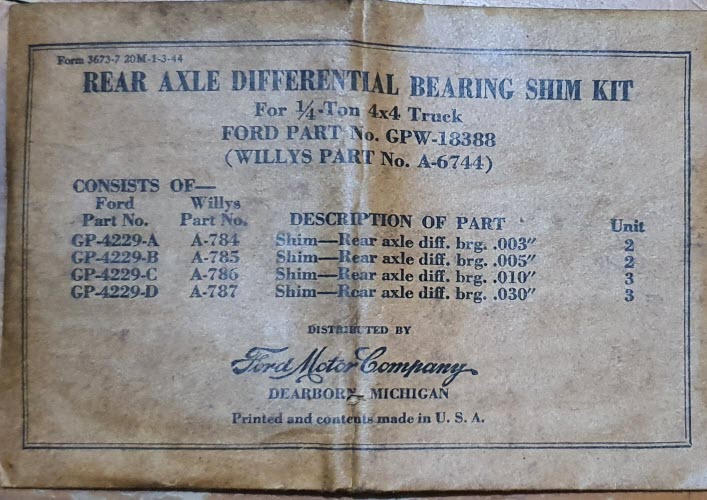 Form 3673-7 20M-1-3-44
REAR AXLE DIFFERENTIAL BEARING SHIM KIT
For 1/4-Ton 4x4 Truck
FORD PART No. GPW-18388
(WILLYS PART No. A-6744)
CONSISTS OF—
Ford Part No. Willys Part No. DESCRIPTION OF PART Unit
GP-4229-A A-784 Shim—Rear axle diff. brg. .003" 2
GP-4229-B A-785 Shim—Rear axle diff. brg. .005" 2
GP-4229-C A-786 Shim—Rear axle diff. brg. .010" 3
GP-4229-D A-787 Shim—Rear axle diff. brg. .030" 3
DISTRIBUTED BY
Ford Motor Company
DEARBORN, MICHIGAN
Printed and contents made in U. S. A.